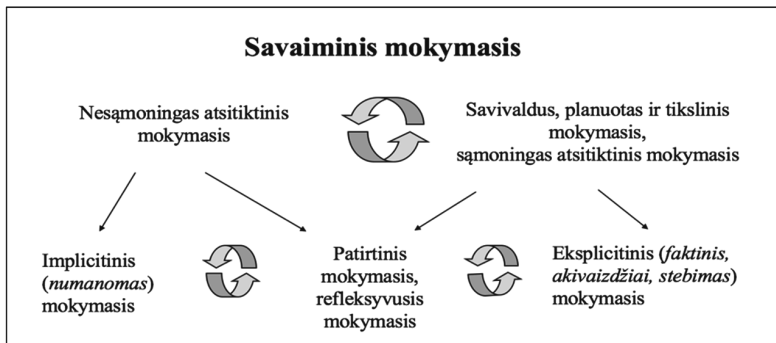 Savaiminis mokymasis
Nesąmoningas atsitiktinis
mokymasis
Savivaldus, planuotas ir tikslinis
mokymasis,
sąmoningas atsitiktinis mokymasis
Implicitinis
(numanomas)
mokymasis
Patirtinis
mokymasis,
refleksyvusis
mokymasis
Eksplicitinis (faktinis,
akivaizdžiai, stebimas)
mokymasis